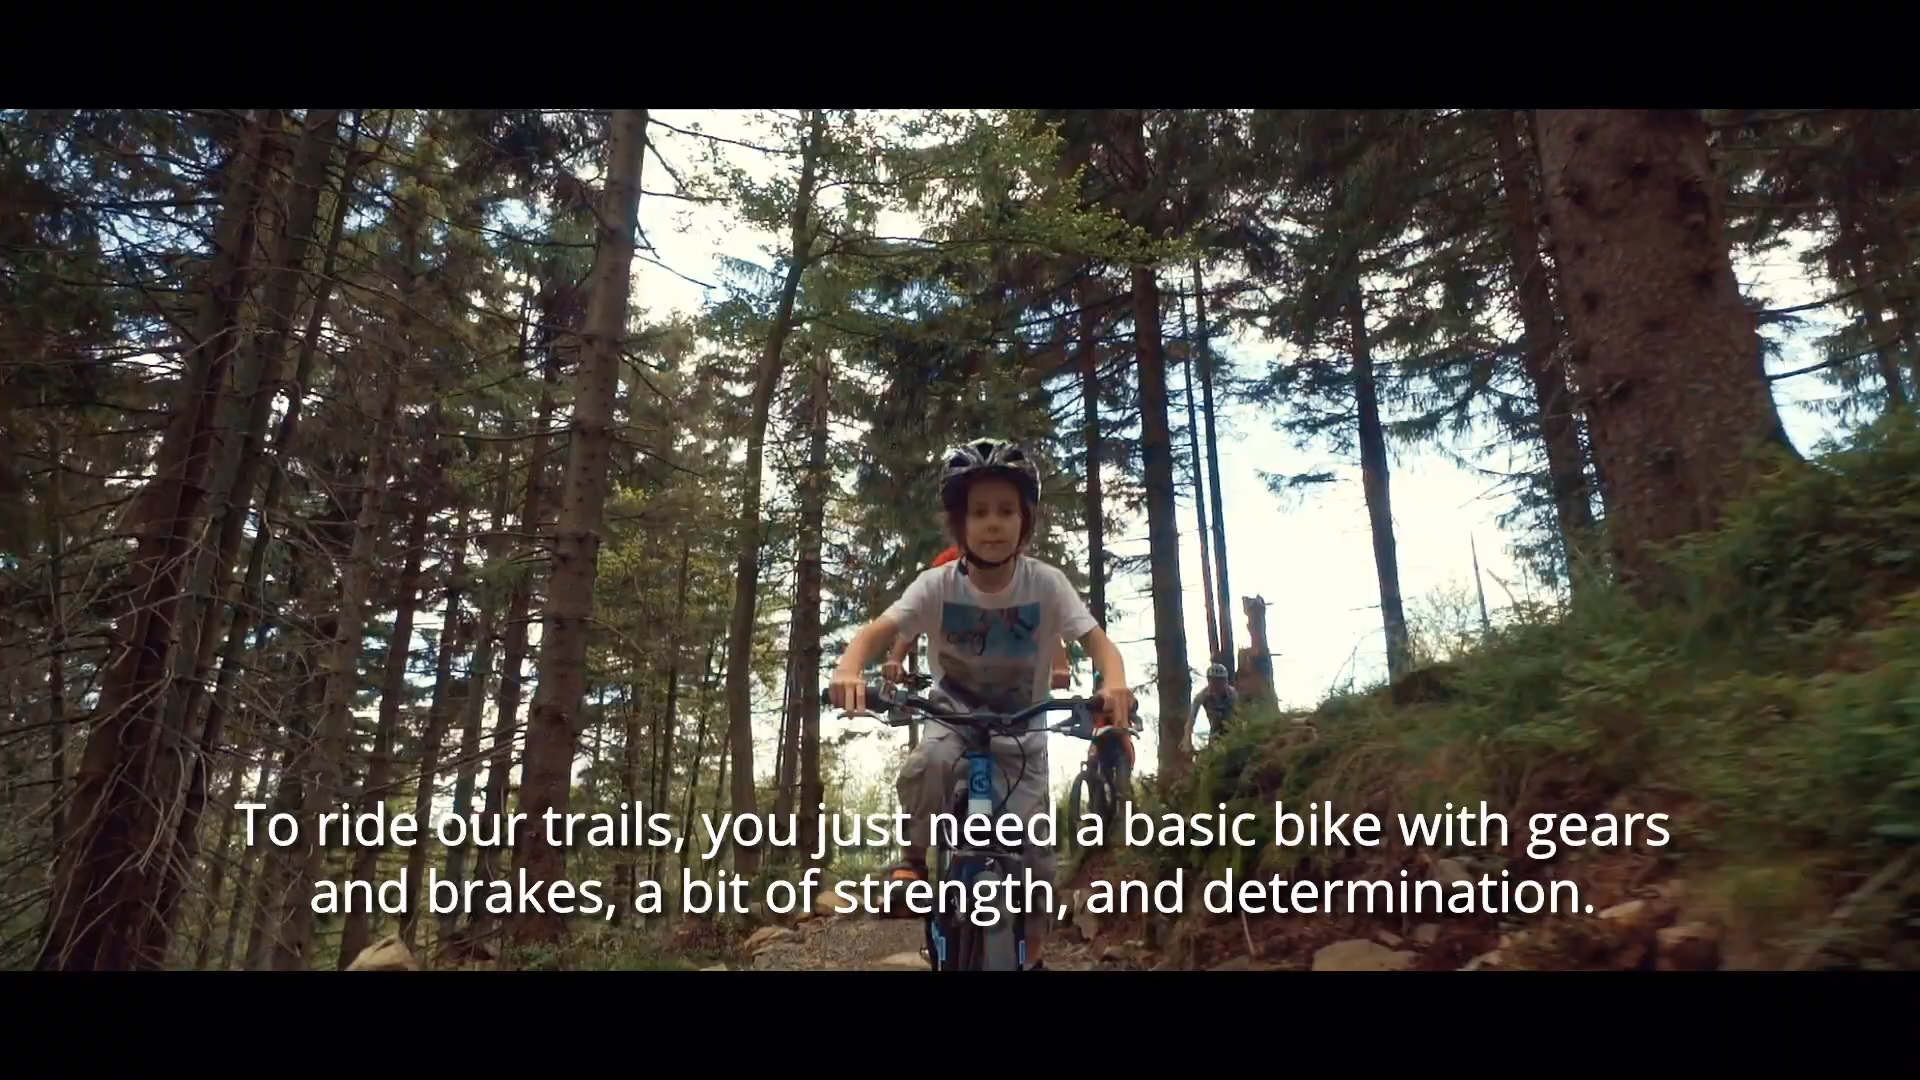 To ride our trails, you just need a basic bike with gears
and brakes, a bit of strength, and determination.